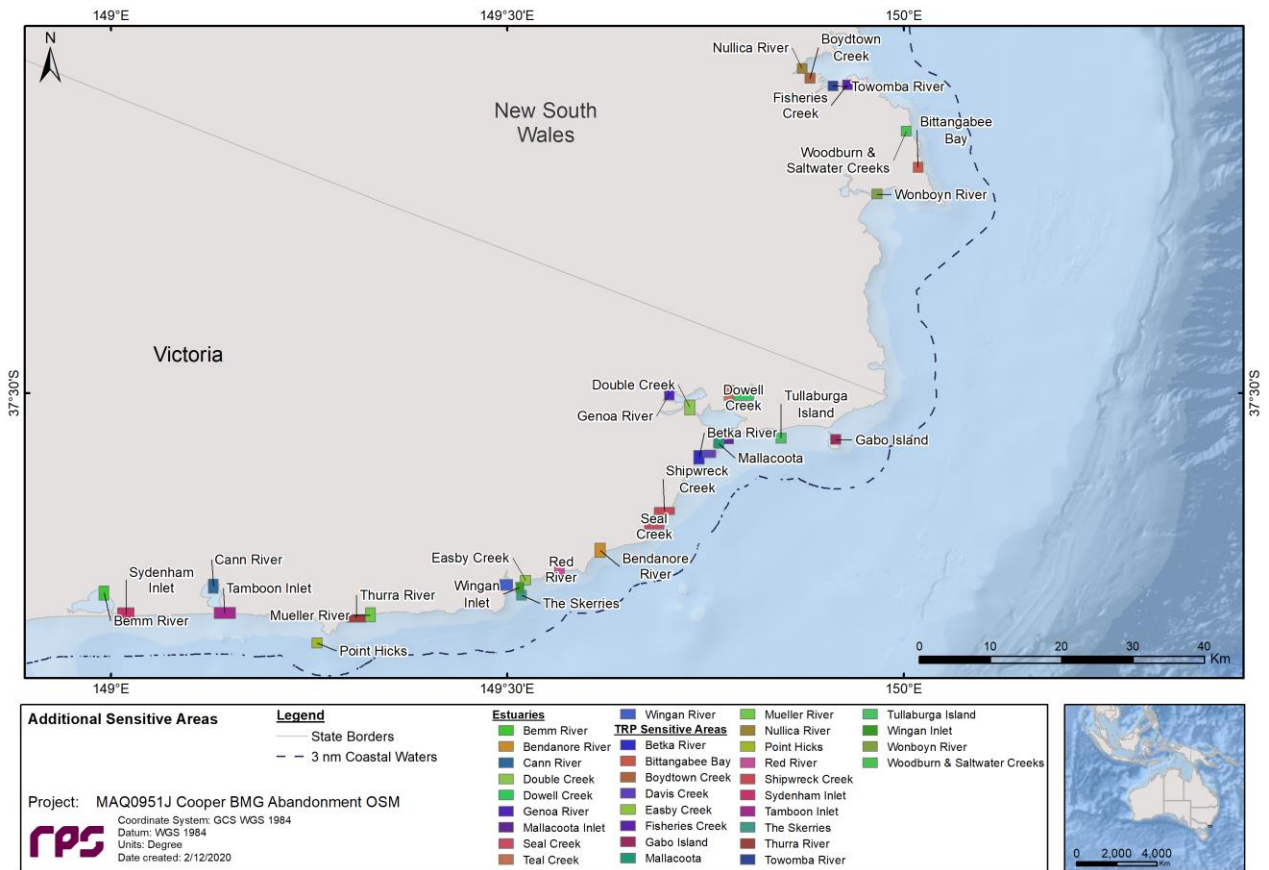 149°E
149°30'E
150°E
N
Nullica River
Boydtown
Creek
Fisheries
Creek
Towomba River
New South
Wales
Bittangabee
Bay
Woodburn &
Saltwater Creeks
Wonboyn River
Victoria
37°30'S
37°30'S
Double Creek
Dowell
Creek
Tullaburga
Island
Genoa River
Betka River
Gabo Island
Mallacoota
Shipwreck
Creek
Seal
Creek
Cann River
Easby Creek
Red
River
Bendanore
River
Sydenham
Inlet
Tamboon Inlet
Thurra River
Wingan
Inlet
The Skerries
Mueller River
Bemm River
Point Hicks
0 10 20 30 40
Km
149°E
149°30'E
150°E
Additional Sensitive Areas
Legend
State Borders
3 nm Coastal Waters
Project: MAQ0951J Cooper BMG Abandonment OSM
rps
Coordinate System: GCS WGS 1984
Datum: WGS 1984
Units: Degree
Date created: 2/12/2020
Estuaries
Bemm River
Bendanore River
Cann River
Double Creek
Dowell Creek
Genoa River
Mallacoota Inlet
Seal Creek
Teal Creek
Wingan River
TRP Sensitive Areas
Betka River
Bittangabee Bay
Boydtown Creek
Davis Creek
Easby Creek
Fisheries Creek
Gabo Island
Mallacoota
Mueller River
Nullica River
Point Hicks
Red River
Shipwreck Creek
Sydenham Inlet
Tamboon Inlet
The Skerries
Thurra River
Towomba River
Tullaburga Island
Wingan Inlet
Wonboyn River
Woodburn & Saltwater Creeks
0 2,000 4,000
Km